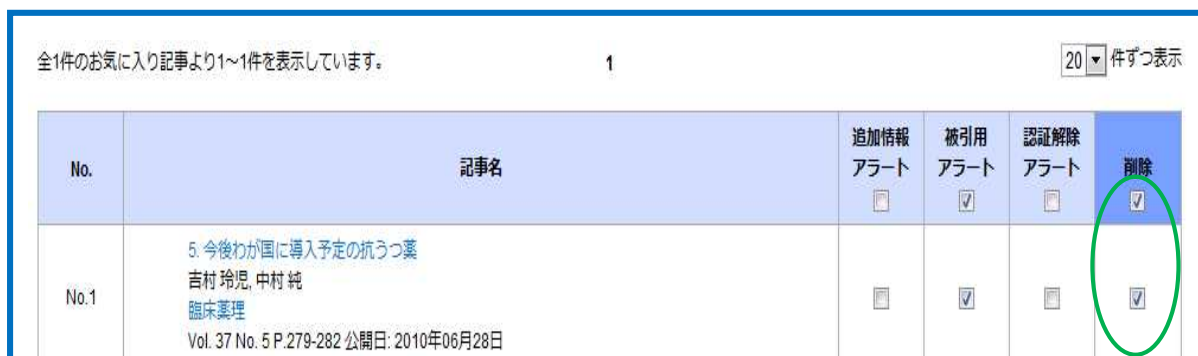 全1件のお気に入り記事より1～1件を表示しています。 1 20 件ずつ表示
No. 記事名 追加情報 被引用 認証解除 削除
アラート アラート アラート
5. 今後わが国に導入予定の抗うつ薬
吉村 玲児, 中村 純
No.1
臨床薬理
Vol. 37 No. 5 P.279-282 公開日: 2010年06月28日